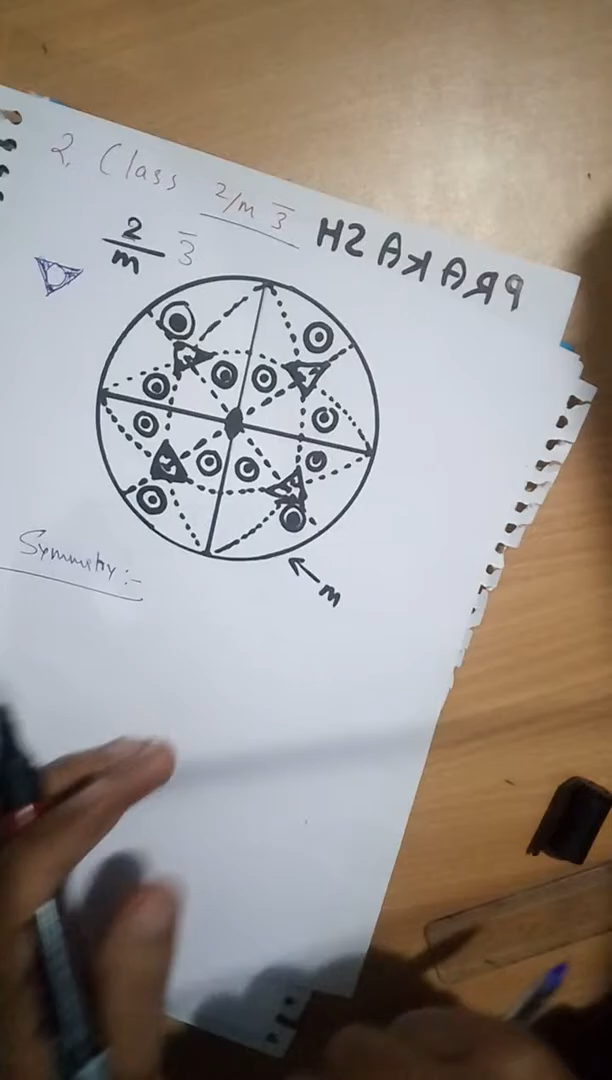 2. Class 2/m 3̅
PRAKASH
2/m 3̅
m
Symmetry :-